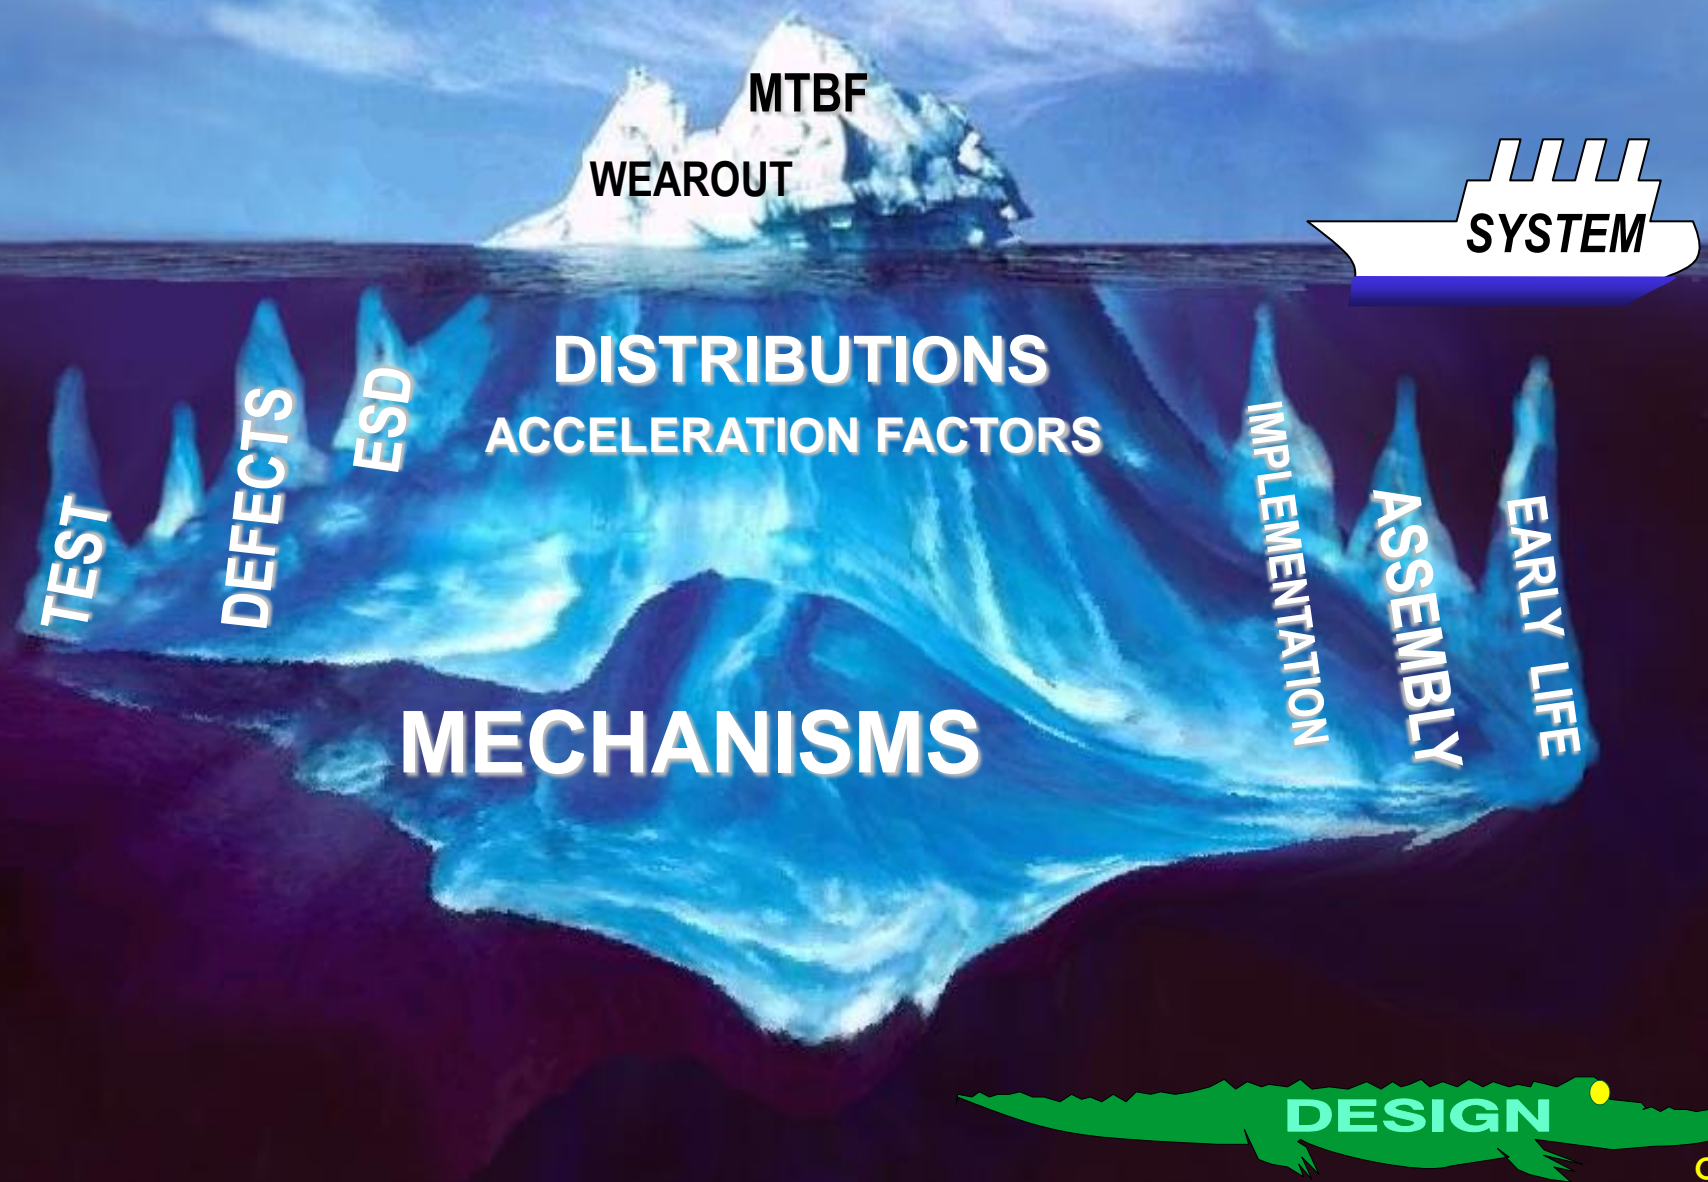 MTBF
WEAROUT
SYSTEM
DISTRIBUTIONS
ACCELERATION FACTORS
TEST
DEFECTS
ESD
IMPLEMENTATION
ASSEMBLY
EARLY LIFE
MECHANISMS
DESIGN